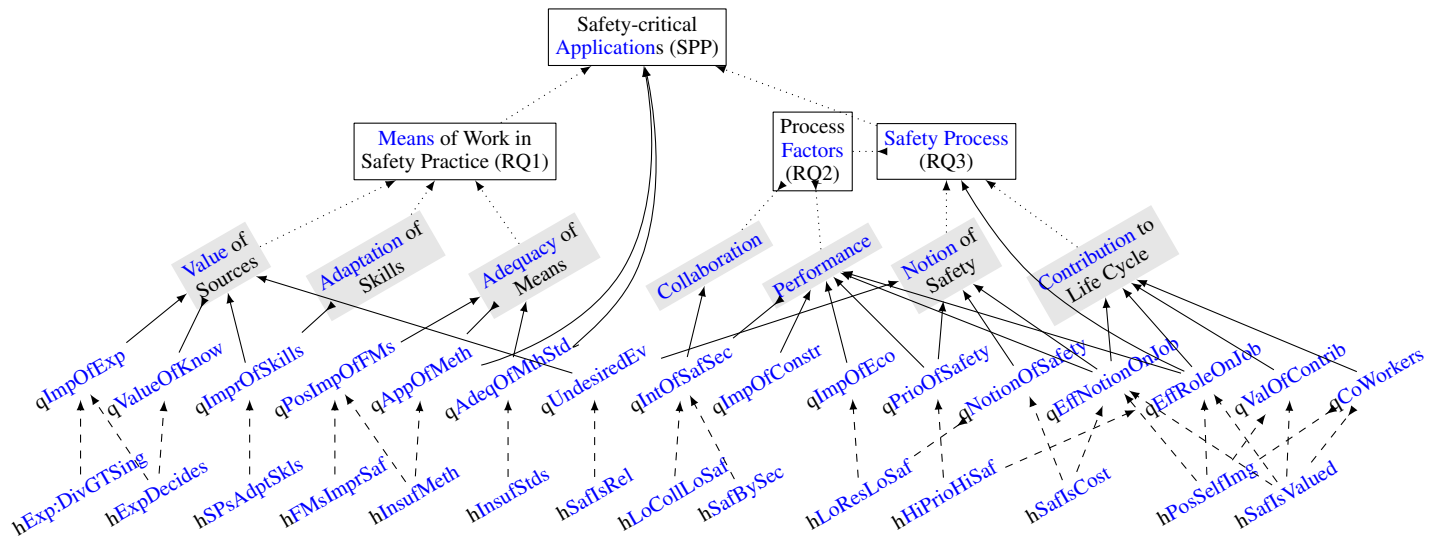 Safety-critical
Applications (SPP)
Means of Work in
Safety Practice (RQ1)
Process
Factors
(RQ2)
Safety Process
(RQ3)
Value of
Sources
Adaptation of
Skills
Adequacy of
Means
Collaboration
Performance
Notion of
Safety
Contribution to
Life Cycle
qImpOfExp
qValueOfKnow
qImprOfSkills
qPosImpOfFMs
qAppOfMeth
qAdeqOfMthStd
qUndesiredEv
qIntOfSafSec
qImpOfConstr
qImpOfEco
qPrioOfSafety
qNotionOfSafety
qEffNotionOnJob
qEffRoleOnJob
qValOfContrib
qCoWorkers
hExp:DivGTSing
hExpDecides
hSPsAdptSkls
hFMsImprSaf
hInsufMeth
hInsufStds
hSafIsRel
hLoCollLoSaf
hSafBySec
hLoResLoSaf
hHiPrioHiSaf
hSafIsCost
hPosSelfImg
hSafIsValued